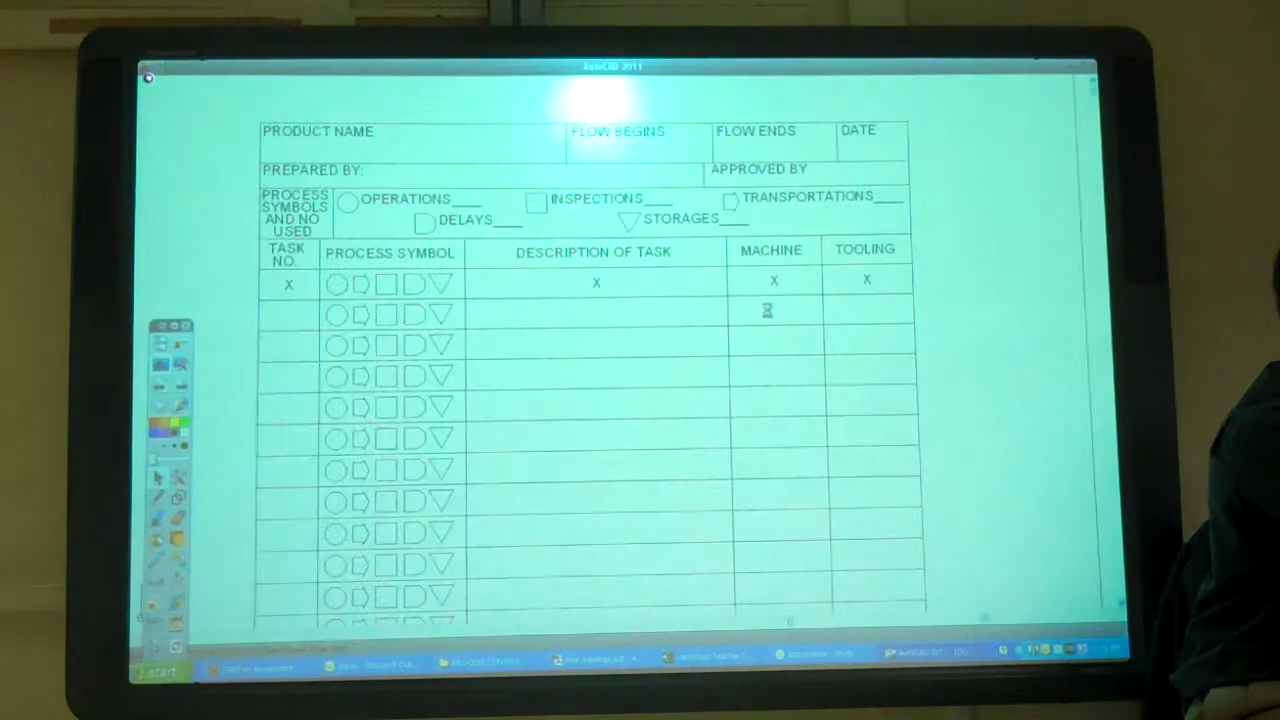 AutoCAD 2011
PRODUCT NAME
FLOW BEGINS
FLOW ENDS
DATE
PREPARED BY:
APPROVED BY
PROCESS
SYMBOLS
AND NO
USED
OPERATIONS____
INSPECTIONS____
TRANSPORTATIONS____
DELAYS____
STORAGES____
TASK
NO.
PROCESS SYMBOL
DESCRIPTION OF TASK
MACHINE
TOOLING
X
X
X
X
start